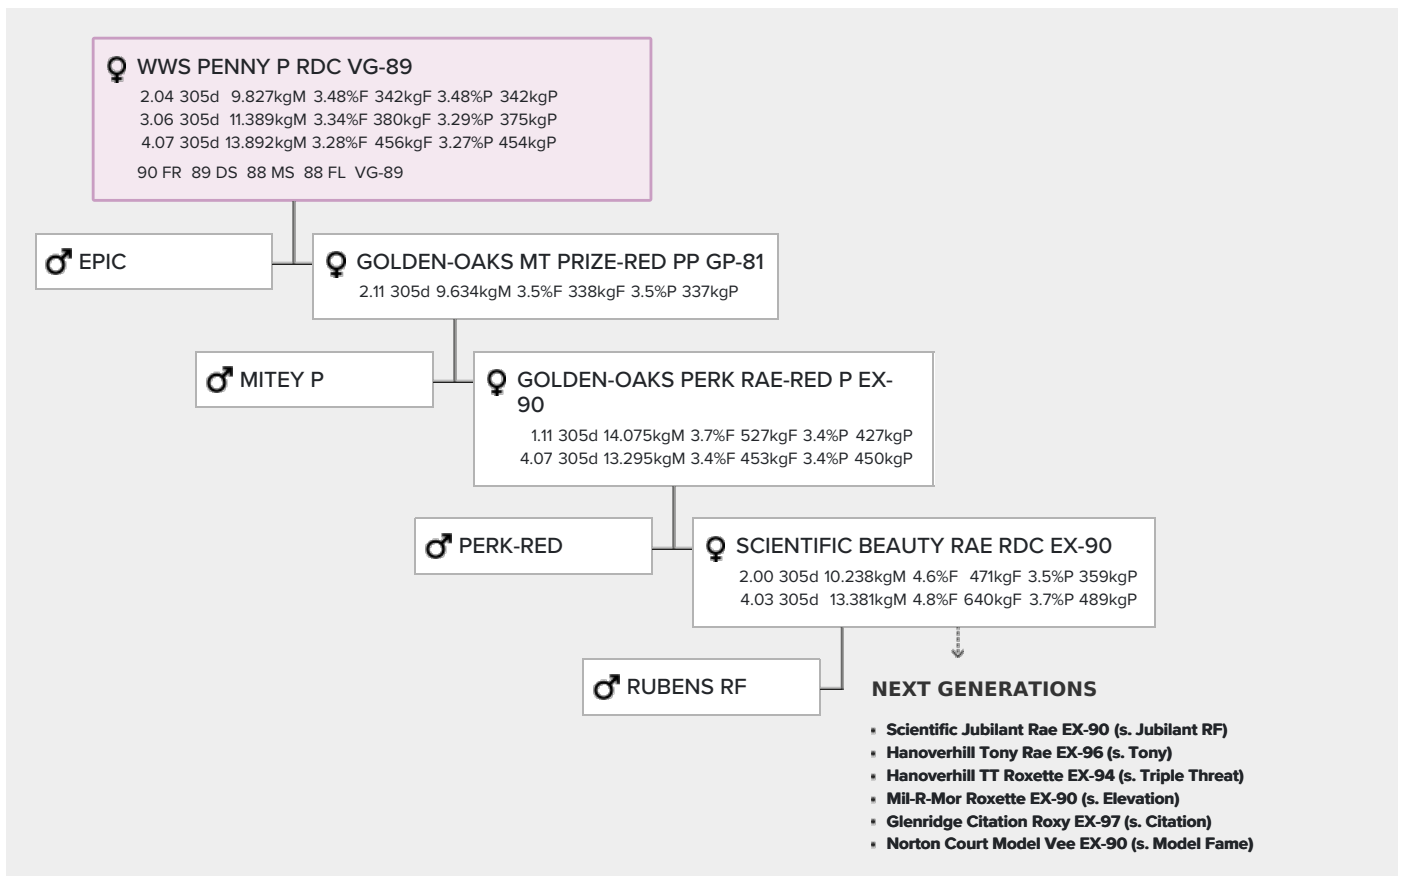 WWS PENNY P RDC VG-89
2.04 305d 9.827kgM 3.48%F 342kgF 3.48%P 342kgP
3.06 305d 11.389kgM 3.34%F 380kgF 3.29%P 375kgP
4.07 305d 13.892kgM 3.28%F 456kgF 3.27%P 454kgP
90 FR 89 DS 88 MS 88 FL VG-89
EPIC
GOLDEN-OAKS MT PRIZE-RED PP GP-81
2.11 305d 9.634kgM 3.5%F 338kgF 3.5%P 337kgP
MITEY P
GOLDEN-OAKS PERK RAE-RED P EX-
90
1.11 305d 14.075kgM 3.7%F 527kgF 3.4%P 427kgP
4.07 305d 13.295kgM 3.4%F 453kgF 3.4%P 450kgP
PERK-RED
SCIENTIFIC BEAUTY RAE RDC EX-90
2.00 305d 10.238kgM 4.6%F 471kgF 3.5%P 359kgP
4.03 305d 13.381kgM 4.8%F 640kgF 3.7%P 489kgP
RUBENS RF
NEXT GENERATIONS
Scientific Jubilant Rae EX-90 (s. Jubilant RF)
Hanoverhill Tony Rae EX-96 (s. Tony)
Hanoverhill TT Roxette EX-94 (s. Triple Threat)
Mil-R-Mor Roxette EX-90 (s. Elevation)
Glenridge Citation Roxy EX-97 (s. Citation)
Norton Court Model Vee EX-90 (s. Model Fame)